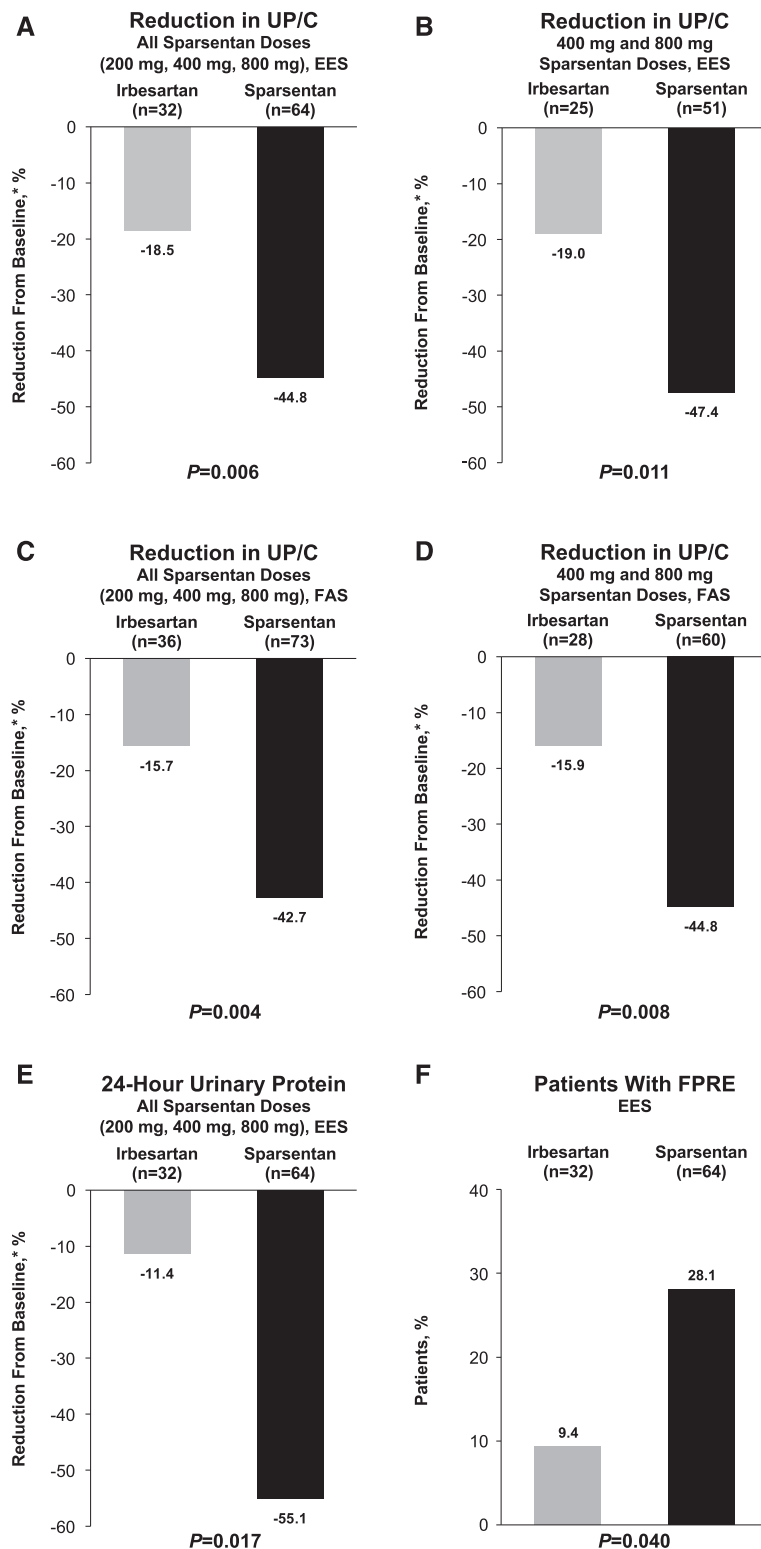 A
Reduction in UP/C
All Sparsentan Doses
(200 mg, 400 mg, 800 mg), EES
Irbesartan Sparsentan
(n=32) (n=64)
Reduction From Baseline,* %
0
-10
-20
-30
-40
-50
-60
-18.5
-44.8
P=0.006
B
Reduction in UP/C
400 mg and 800 mg
Sparsentan Doses, EES
Irbesartan Sparsentan
(n=25) (n=51)
Reduction From Baseline,* %
0
-10
-20
-30
-40
-50
-60
-19.0
-47.4
P=0.011
C
Reduction in UP/C
All Sparsentan Doses
(200 mg, 400 mg, 800 mg), FAS
Irbesartan Sparsentan
(n=36) (n=73)
Reduction From Baseline,* %
0
-10
-20
-30
-40
-50
-60
-15.7
-42.7
P=0.004
D
Reduction in UP/C
400 mg and 800 mg
Sparsentan Doses, FAS
Irbesartan Sparsentan
(n=28) (n=60)
Reduction From Baseline,* %
0
-10
-20
-30
-40
-50
-60
-15.9
-44.8
P=0.008
E
24-Hour Urinary Protein
All Sparsentan Doses
(200 mg, 400 mg, 800 mg), EES
Irbesartan Sparsentan
(n=32) (n=64)
Reduction From Baseline,* %
0
-10
-20
-30
-40
-50
-60
-11.4
-55.1
P=0.017
F
Patients With FPRE
EES
Irbesartan Sparsentan
(n=32) (n=64)
Patients, %
40
30
20
10
0
9.4
28.1
P=0.040